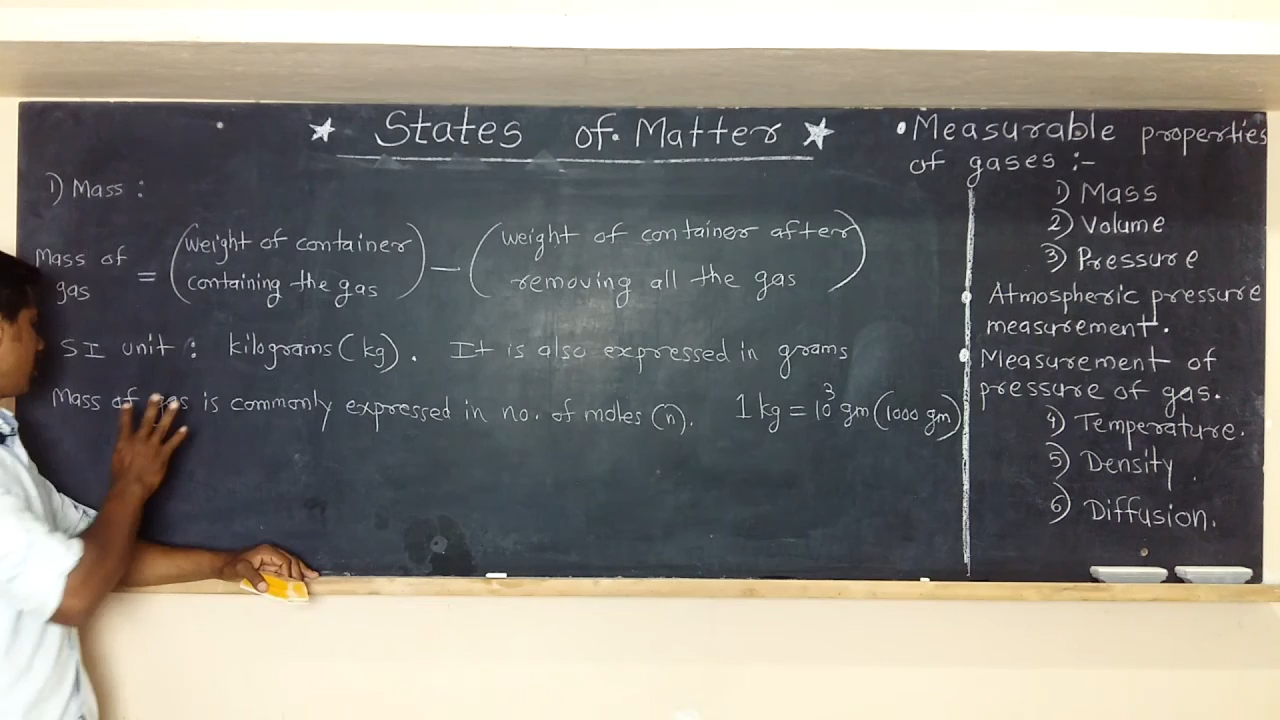 ★ States of Matter ★
1) Mass :
Mass of gas = (weight of container containing the gas) — (weight of container after removing all the gas)
SI unit : kilograms (kg). It is also expressed in grams
Mass of gas is commonly expressed in no. of moles (n). 1 kg = 10³ gm (1000 gm)
• Measurable properties
of gases :-
1) Mass
2) Volume
3) Pressure
• Atmospheric pressure
measurement.
• Measurement of
pressure of gas.
4) Temperature.
5) Density.
6) Diffusion.